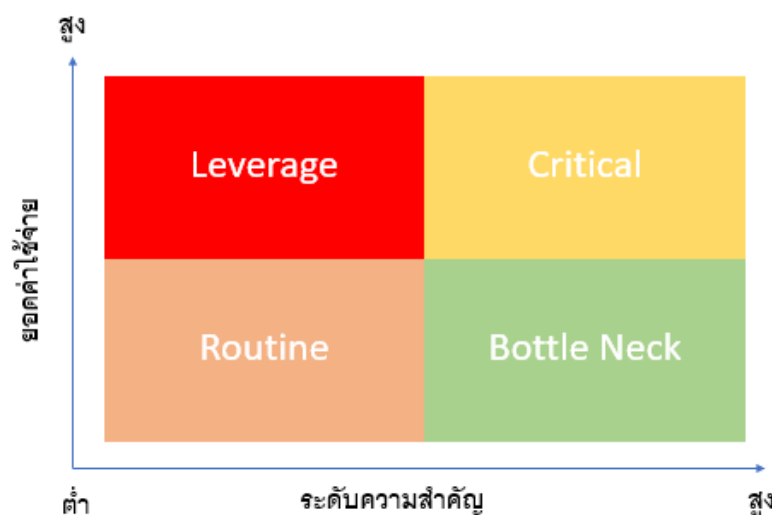 สูง
Leverage
Critical
ยอดค่าใช้จ่าย
Routine
Bottle Neck
ต่ำ
ระดับความสำคัญ
สูง